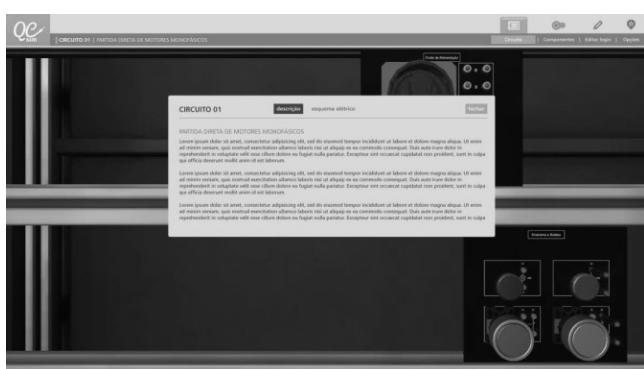 QC
| CIRCUITO 01 | PARTIDA DIRETA DE MOTORES MONOFÁSICOS
Circuito | Componentes | Editar login | Opções
Ponte de Alimentação
CIRCUITO 01 descrição esquema elétrico fechar
PARTIDA DIRETA DE MOTORES MONOFÁSICOS
Lorem ipsum dolor sit amet, consectetur adipisicing elit, sed do eiusmod tempor incididunt ut labore et dolore magna aliqua. Ut enim
ad minim veniam, quis nostrud exercitation ullamco laboris nisi ut aliquip ex ea commodo consequat. Duis aute irure dolor in
reprehenderit in voluptate velit esse cillum dolore eu fugiat nulla pariatur. Excepteur sint occaecat cupidatat non proident, sunt in culpa
qui officia deserunt mollit anim id est laborum.
Lorem ipsum dolor sit amet, consectetur adipisicing elit, sed do eiusmod tempor incididunt ut labore et dolore magna aliqua. Ut enim
ad minim veniam, quis nostrud exercitation ullamco laboris nisi ut aliquip ex ea commodo consequat. Duis aute irure dolor in
reprehenderit in voluptate velit esse cillum dolore eu fugiat nulla pariatur. Excepteur sint occaecat cupidatat non proident, sunt in culpa
qui officia deserunt mollit anim id est laborum.
Lorem ipsum dolor sit amet, consectetur adipisicing elit, sed do eiusmod tempor incididunt ut labore et dolore magna aliqua. Ut enim
ad minim veniam, quis nostrud exercitation ullamco laboris nisi ut aliquip ex ea commodo consequat. Duis aute irure dolor in
reprehenderit in voluptate velit esse cillum dolore eu fugiat nulla pariatur. Excepteur sint occaecat cupidatat non proident, sunt in culpa